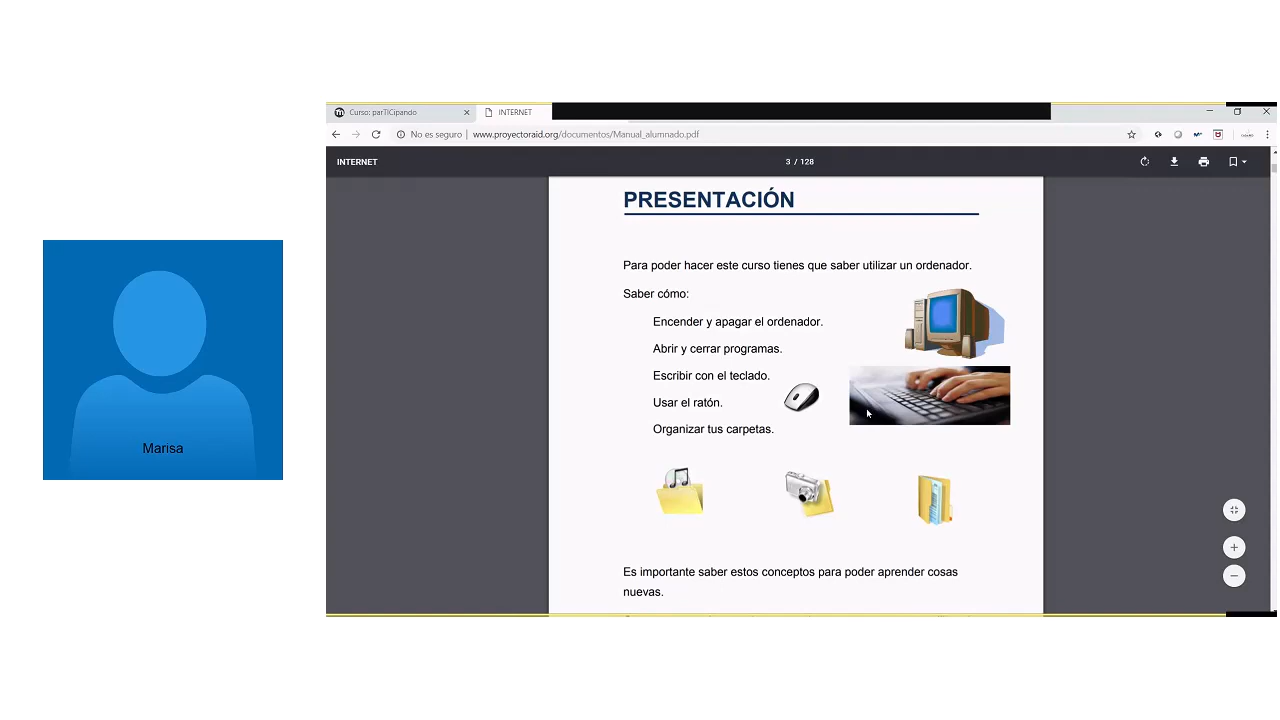 Curso: parTICipando
INTERNET
No es seguro | www.proyectoraid.org/documentos/Manual_alumnado.pdf
INTERNET
3 / 128
PRESENTACIÓN
Para poder hacer este curso tienes que saber utilizar un ordenador.
Saber cómo:
Encender y apagar el ordenador.
Abrir y cerrar programas.
Escribir con el teclado.
Usar el ratón.
Organizar tus carpetas.
Es importante saber estos conceptos para poder aprender cosas
nuevas.
Marisa